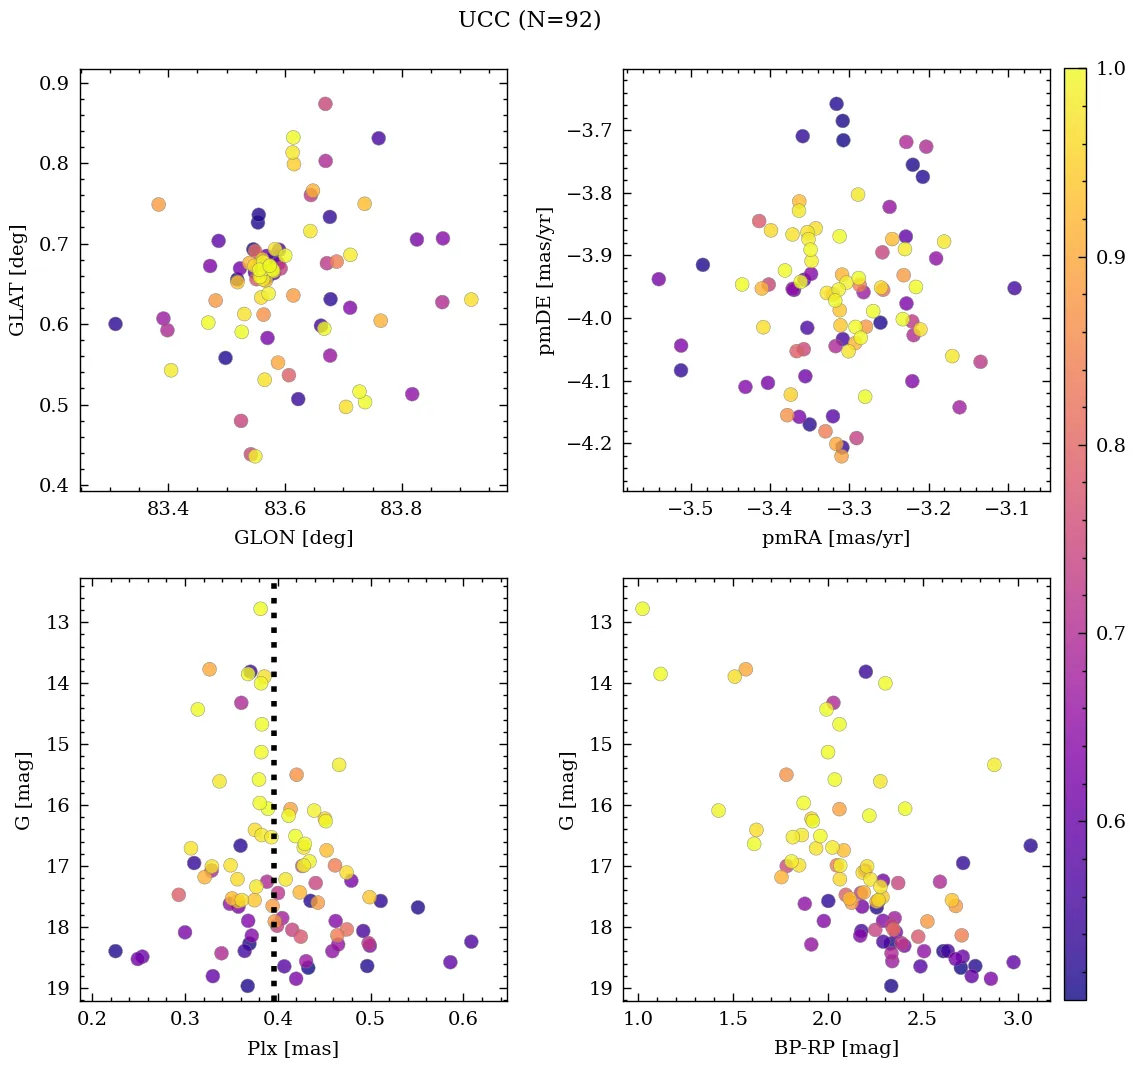 UCC (N=92)
0.9
0.8
0.7
0.6
0.5
0.4
GLAT [deg]
83.4 83.6 83.8
GLON [deg]
−3.7
−3.8
−3.9
−4.0
−4.1
−4.2
pmDE [mas/yr]
−3.5 −3.4 −3.3 −3.2 −3.1
pmRA [mas/yr]
1.0
0.9
0.8
0.7
0.6
13
14
15
16
17
18
19
G [mag]
0.2 0.3 0.4 0.5 0.6
Plx [mas]
13
14
15
16
17
18
19
G [mag]
1.0 1.5 2.0 2.5 3.0
BP-RP [mag]